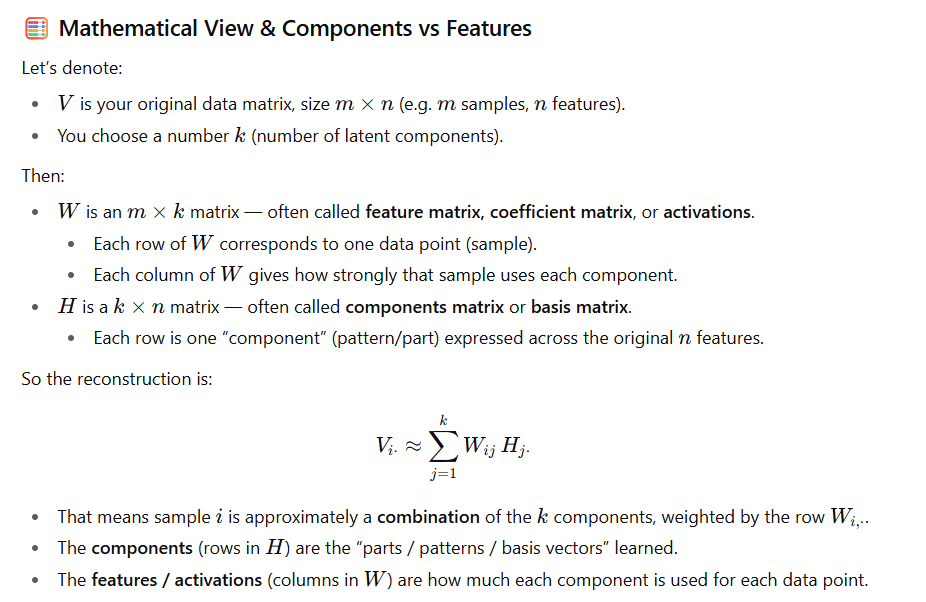 Mathematical View & Components vs Features
Let's denote:
• V is your original data matrix, size m × n (e.g. m samples, n features).
• You choose a number k (number of latent components).
Then:
• W is an m × k matrix — often called feature matrix, coefficient matrix, or activations.
• Each row of W corresponds to one data point (sample).
• Each column of W gives how strongly that sample uses each component.
• H is a k × n matrix — often called components matrix or basis matrix.
• Each row is one “component” (pattern/part) expressed across the original n features.
So the reconstruction is:
V_{i·} ≈ \sum_{j=1}^{k} W_{ij} H_{j·}
• That means sample i is approximately a combination of the k components, weighted by the row W_{i,·}.
• The components (rows in H) are the “parts / patterns / basis vectors” learned.
• The features / activations (columns in W) are how much each component is used for each data point.